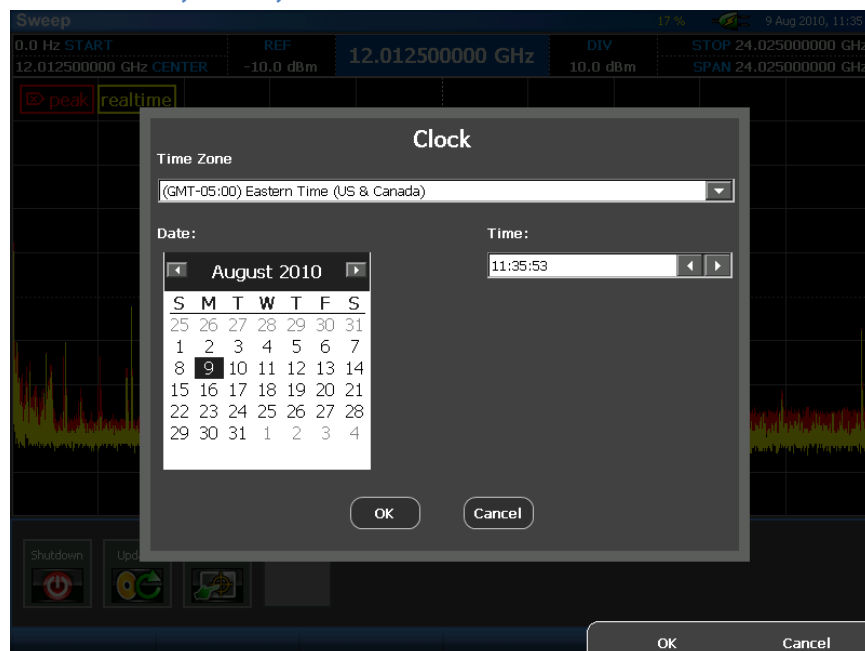 Sweep 17 % 9 Aug 2010, 11:35
0.0 Hz START REF 12.012500000 GHz DIV STOP 24.025000000 GHz
12.012500000 GHz CENTER -10.0 dBm 10.0 dBm SPAN 24.025000000 GHz
peak realtime
Clock
Time Zone
(GMT-05:00) Eastern Time (US & Canada)
Date: Time:
August 2010 11:35:53
S M T W T F S
25 26 27 28 29 30 31
1 2 3 4 5 6 7
8 9 10 11 12 13 14
15 16 17 18 19 20 21
22 23 24 25 26 27 28
29 30 31 1 2 3 4
OK Cancel
Shutdown Upd
OK Cancel